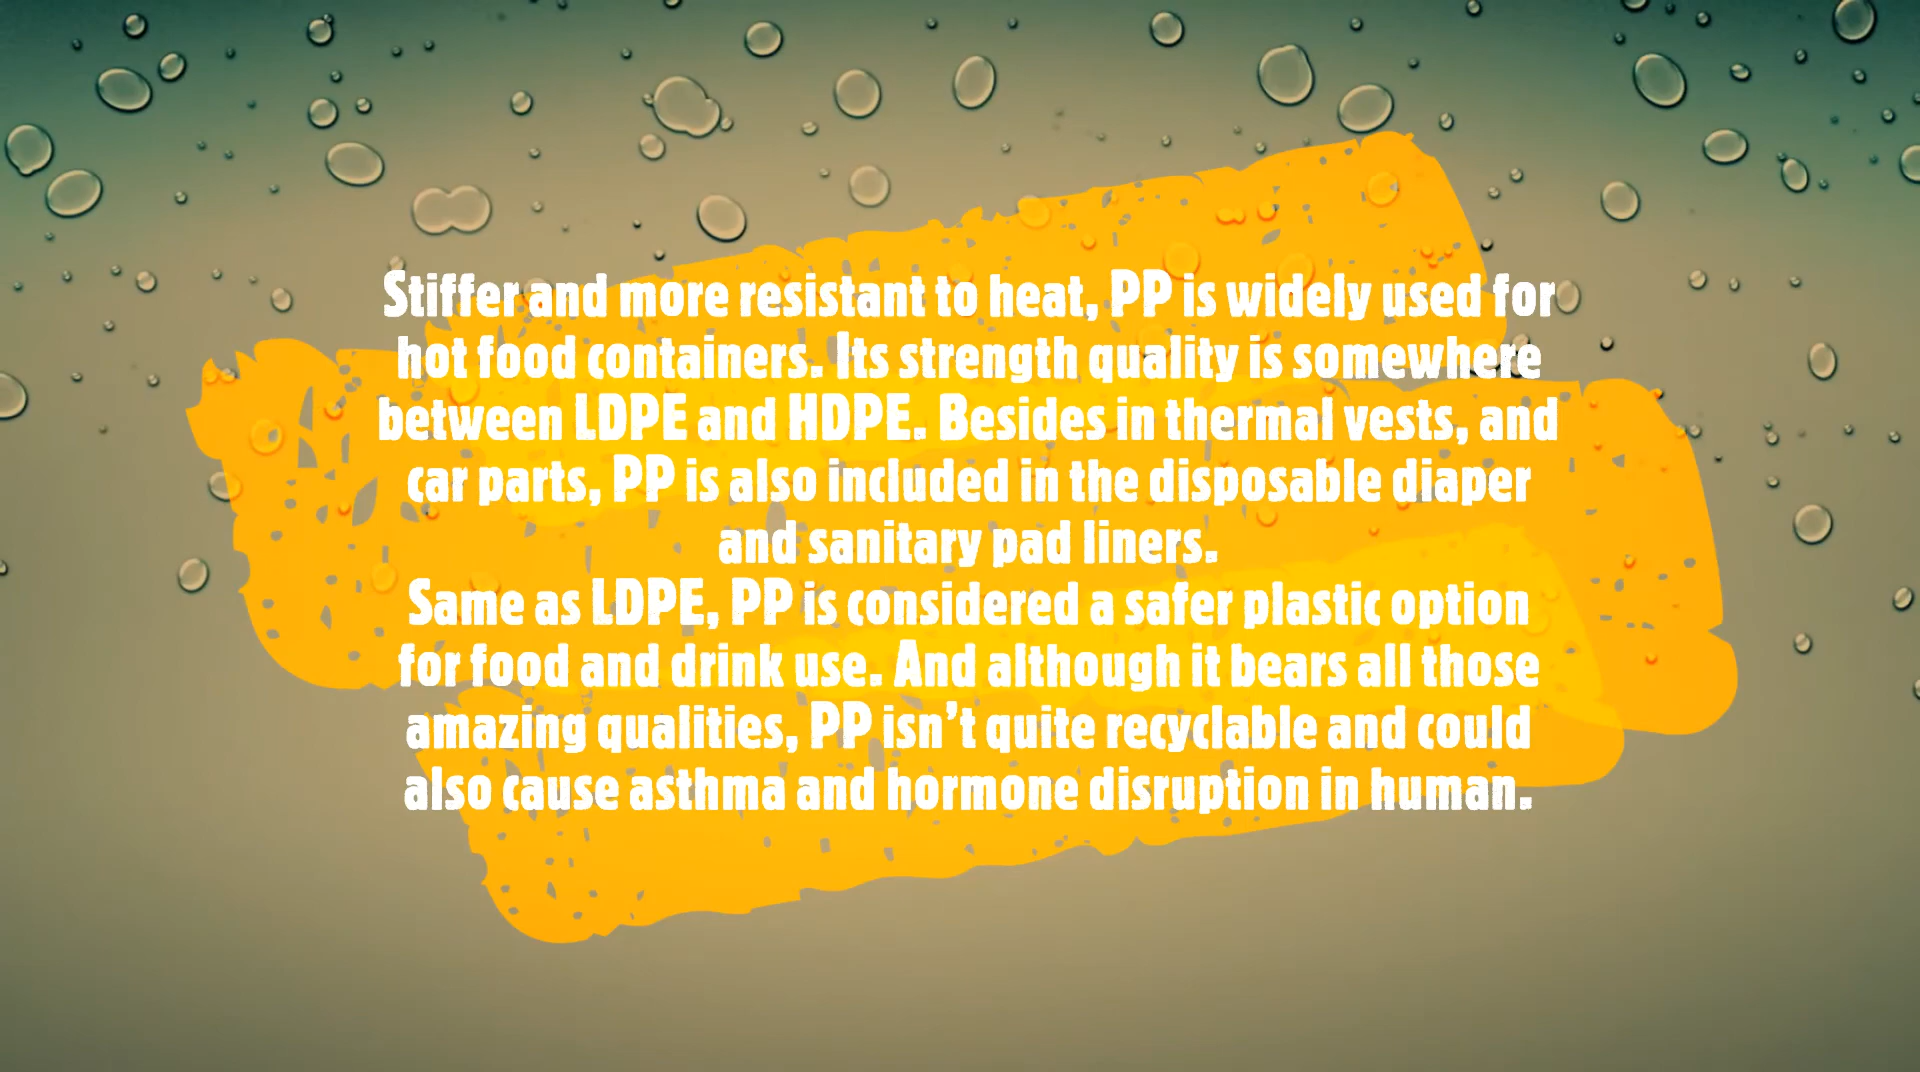 Stiffer and more resistant to heat, PP is widely used for
hot food containers. Its strength quality is somewhere
between LDPE and HDPE. Besides in thermal vests, and
car parts, PP is also included in the disposable diaper
and sanitary pad liners.
Same as LDPE, PP is considered a safer plastic option
for food and drink use. And although it bears all those
amazing qualities, PP isn’t quite recyclable and could
also cause asthma and hormone disruption in human.